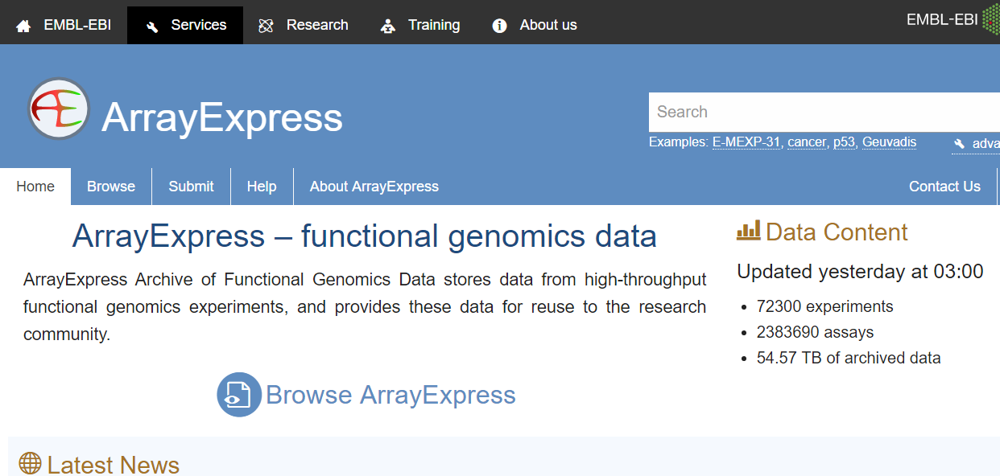 EMBL-EBI Services Research Training About us EMBL-EBI
ArrayExpress
Search
Examples: E-MEXP-31, cancer, p53, Geuvadis
Home Browse Submit Help About ArrayExpress Contact Us
ArrayExpress – functional genomics data
ArrayExpress Archive of Functional Genomics Data stores data from high-throughput
functional genomics experiments, and provides these data for reuse to the research
community.
Browse ArrayExpress
Data Content
Updated yesterday at 03:00
72300 experiments
2383690 assays
54.57 TB of archived data
Latest News